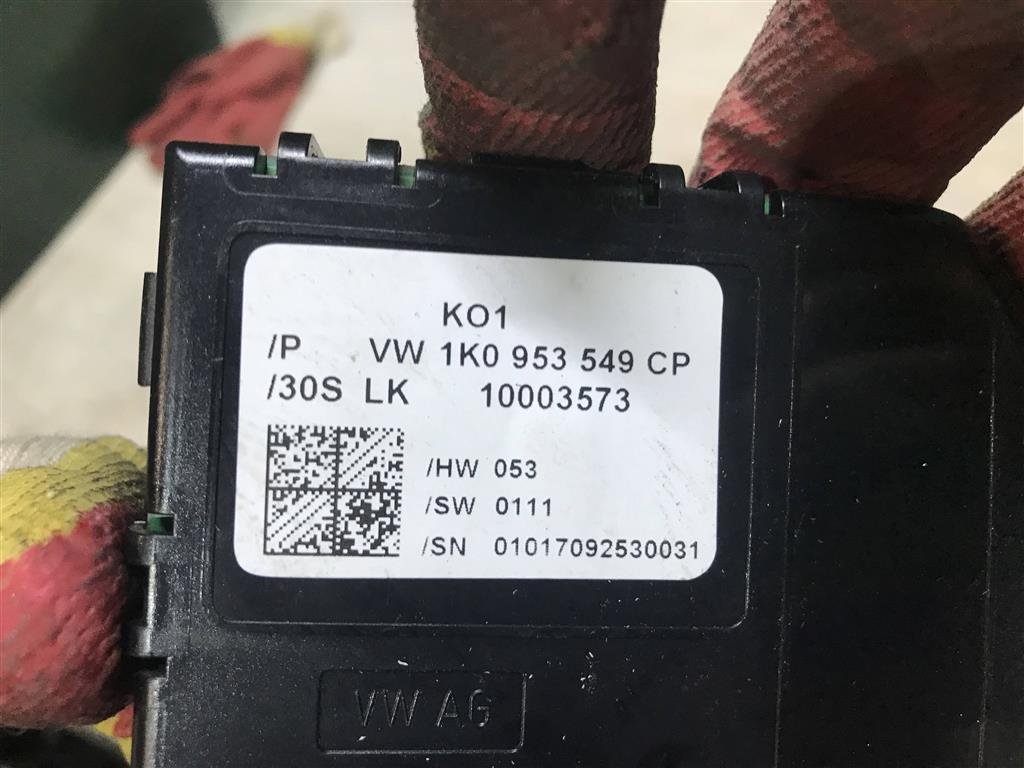 KO1
/P VW 1K0 953 549 CP
/30S LK 10003573
/HW 053
/SW 0111
/SN 01017092530031
VW AG